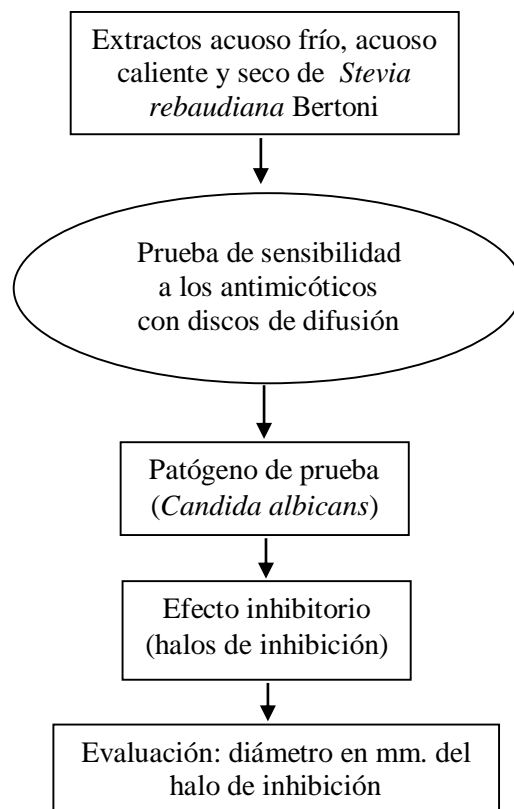 Extractos acuoso frío, acuoso
caliente y seco de Stevia
rebaudiana Bertoni
Prueba de sensibilidad
a los antimicóticos
con discos de difusión
Patógeno de prueba
(Candida albicans)
Efecto inhibitorio
(halos de inhibición)
Evaluación: diámetro en mm. del
halo de inhibición